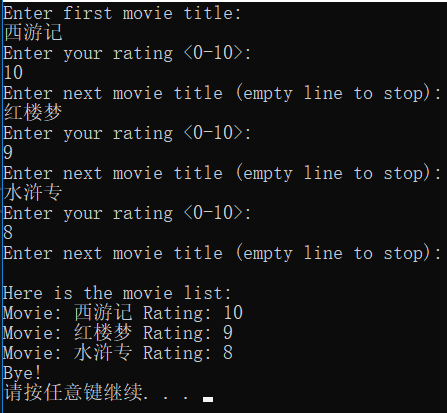 Enter first movie title:
西游记
Enter your rating <0-10>:
10
Enter next movie title (empty line to stop):
红楼梦
Enter your rating <0-10>:
9
Enter next movie title (empty line to stop):
水浒专
Enter your rating <0-10>:
8
Enter next movie title (empty line to stop):
Here is the movie list:
Movie: 西游记 Rating: 10
Movie: 红楼梦 Rating: 9
Movie: 水浒专 Rating: 8
Bye!
请按任意键继续. . .